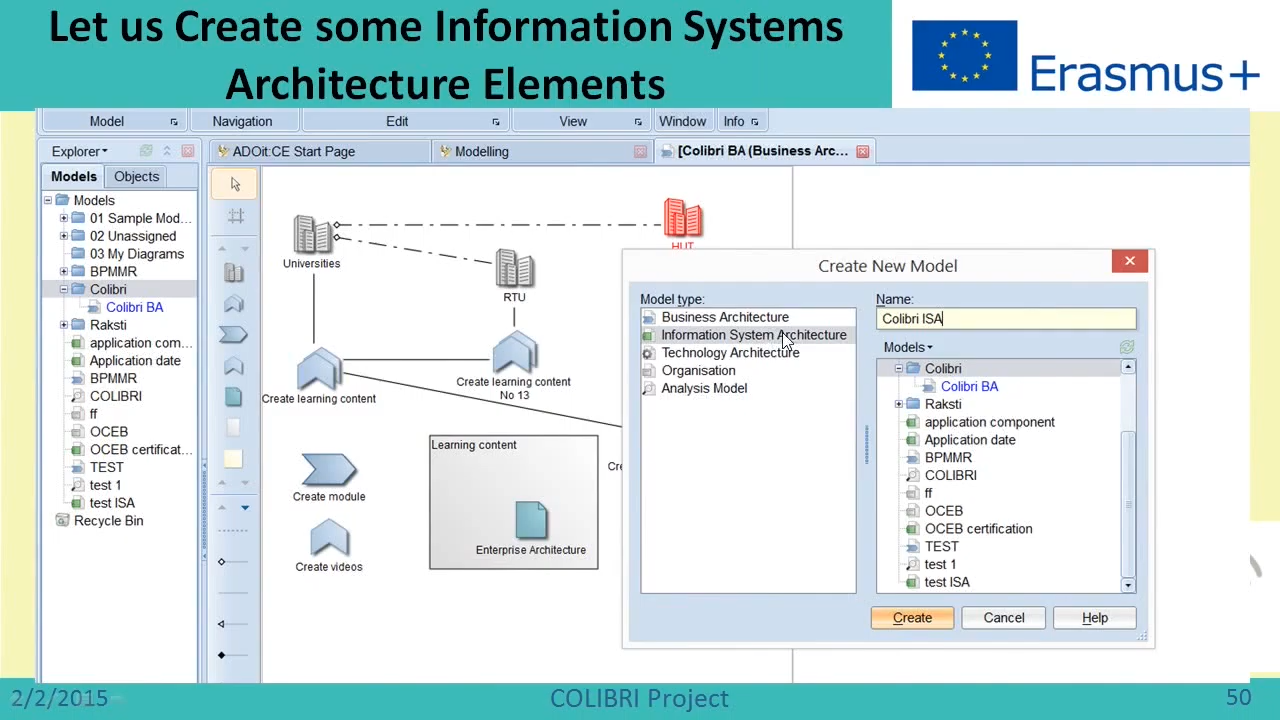 Let us Create some Information Systems
Architecture Elements
Erasmus+
Model
Navigation
Edit
View
Window
Info
Explorer
ADOit:CE Start Page
Modelling
[Colibri BA (Business Arc...
Models
Objects
Models
01 Sample Mod...
02 Unassigned
03 My Diagrams
BPMMR
Colibri
Colibri BA
Raksti
application com...
Application date
BPMMR
COLIBRI
ff
OCEB
OCEB certificat...
TEST
test 1
test ISA
Recycle Bin
Universities
HUT
RTU
Create learning content
Create learning content
No 13
Create module
Create videos
Learning content
Enterprise Architecture
Cre
Create New Model
Model type:
Business Architecture
Information System Architecture
Technology Architecture
Organisation
Analysis Model
Name:
Colibri ISA
Models
Colibri
Colibri BA
Raksti
application component
Application date
BPMMR
COLIBRI
ff
OCEB
OCEB certification
TEST
test 1
test ISA
Create
Cancel
Help
2/2/2015
COLIBRI Project
50